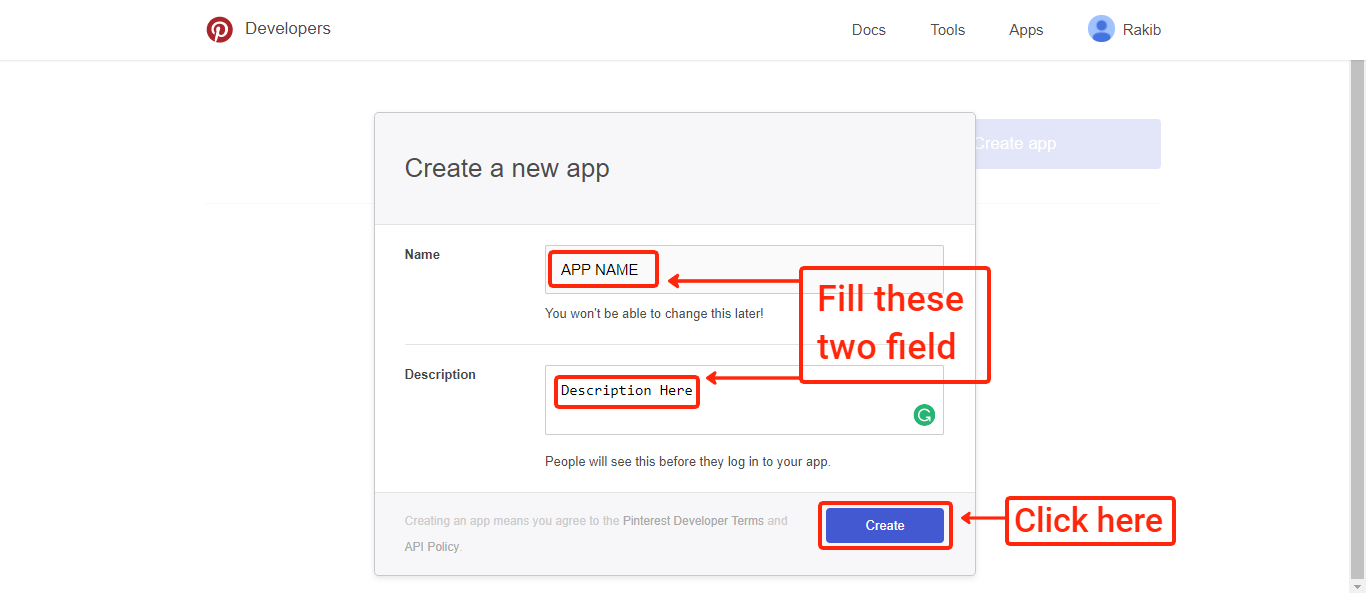 Developers
Docs
Tools
Apps
Rakib
Create app
Create a new app
Name
APP NAME
You won't be able to change this later!
Fill these
two field
Description
Description Here
People will see this before they log in to your app.
Creating an app means you agree to the Pinterest Developer Terms and
API Policy.
Create
Click here